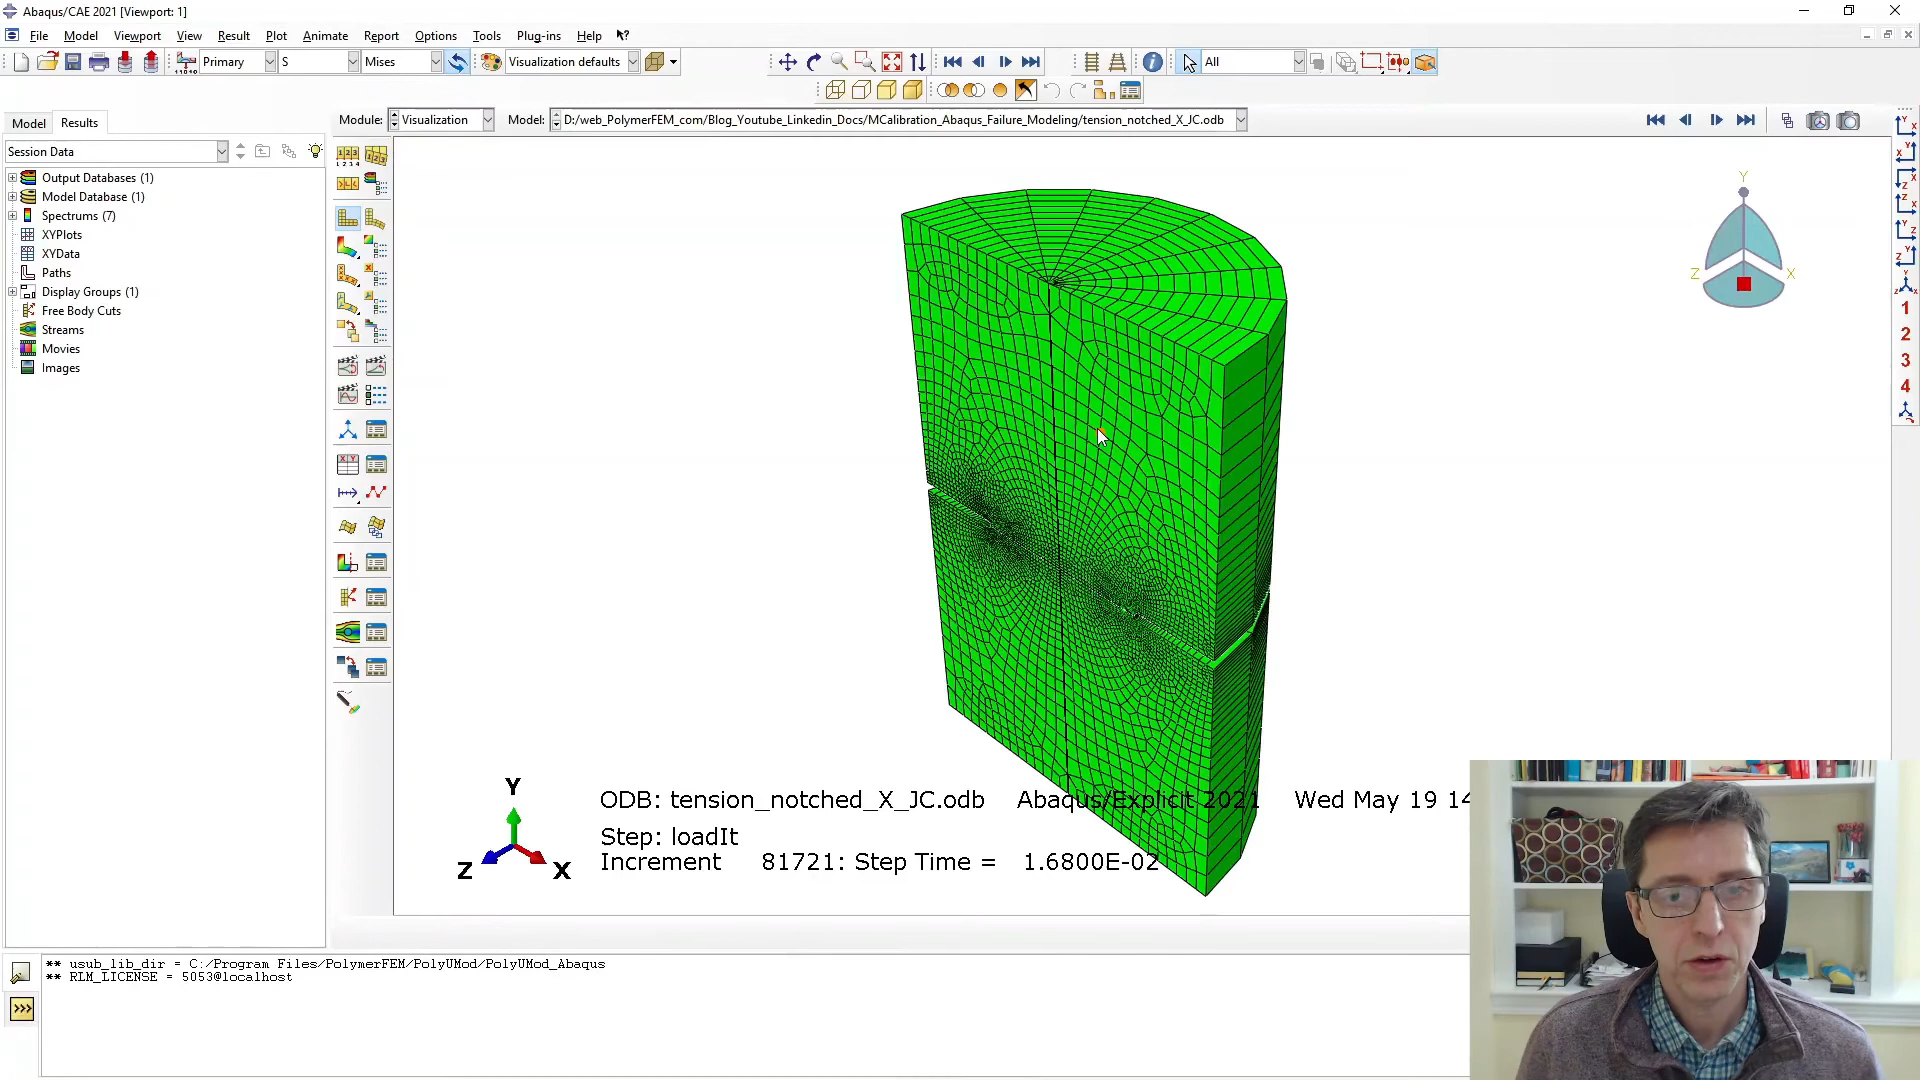 Abaqus/CAE 2021 [Viewport: 1]
File Model Viewport View Result Plot Animate Report Options Tools Plug-ins Help
Primary S Mises Visualization defaults All
Model Results
Module: Visualization Model: D:/web_PolymerFEM_com/Blog_Youtube_Linkedin_Docs/MCalibration_Abaqus_Failure_Modeling/tension_notched_X_JC.odb
Session Data
Output Databases (1)
Model Database (1)
Spectrums (7)
XYPlots
XYData
Paths
Display Groups (1)
Free Body Cuts
Streams
Movies
Images
Y
Z X
1
2
3
4
Y
Z X
ODB: tension_notched_X_JC.odb Abaqus/Explicit 2021 Wed May 19 14
Step: loadIt
Increment 81721: Step Time = 1.6800E-02
** usub_lib_dir = C:/Program Files/PolymerFEM/PolyUMod/PolyUMod_Abaqus
** RLM_LICENSE = 5053@localhost
>>>